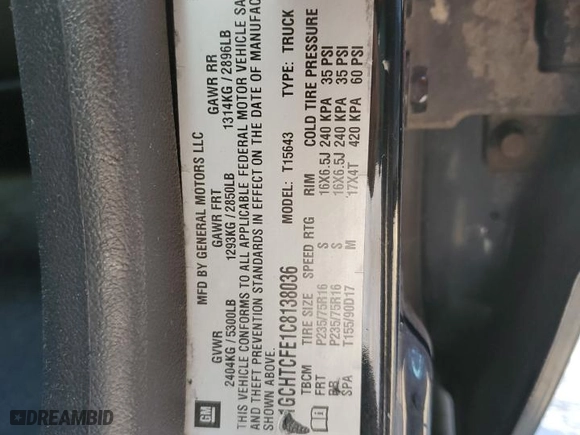 MFD BY GENERAL MOTORS LLC
GVWR GAWR FRT GAWR RR
2404KG / 5300LB 1293KG / 2850LB 1314KG / 2896LB
THIS VEHICLE CONFORMS TO ALL APPLICABLE FEDERAL MOTOR VEHICLE SA
AND THEFT PREVENTION STANDARDS IN EFFECT ON THE DATE OF MANUFAC
SHOWN ABOVE.
GCHTCFE1C8138036 MODEL: T15643 TYPE: TRUCK
TBCM TIRE SIZE SPEED RTG RIM COLD TIRE PRESSURE
FRT P235/75R16 S 16X6.5J 240 KPA 35 PSI
RR P235/75R16 S 16X6.5J 240 KPA 35 PSI
SPA T155/90D17 M 17X4T 420 KPA 60 PSI
GM
DREAMBID